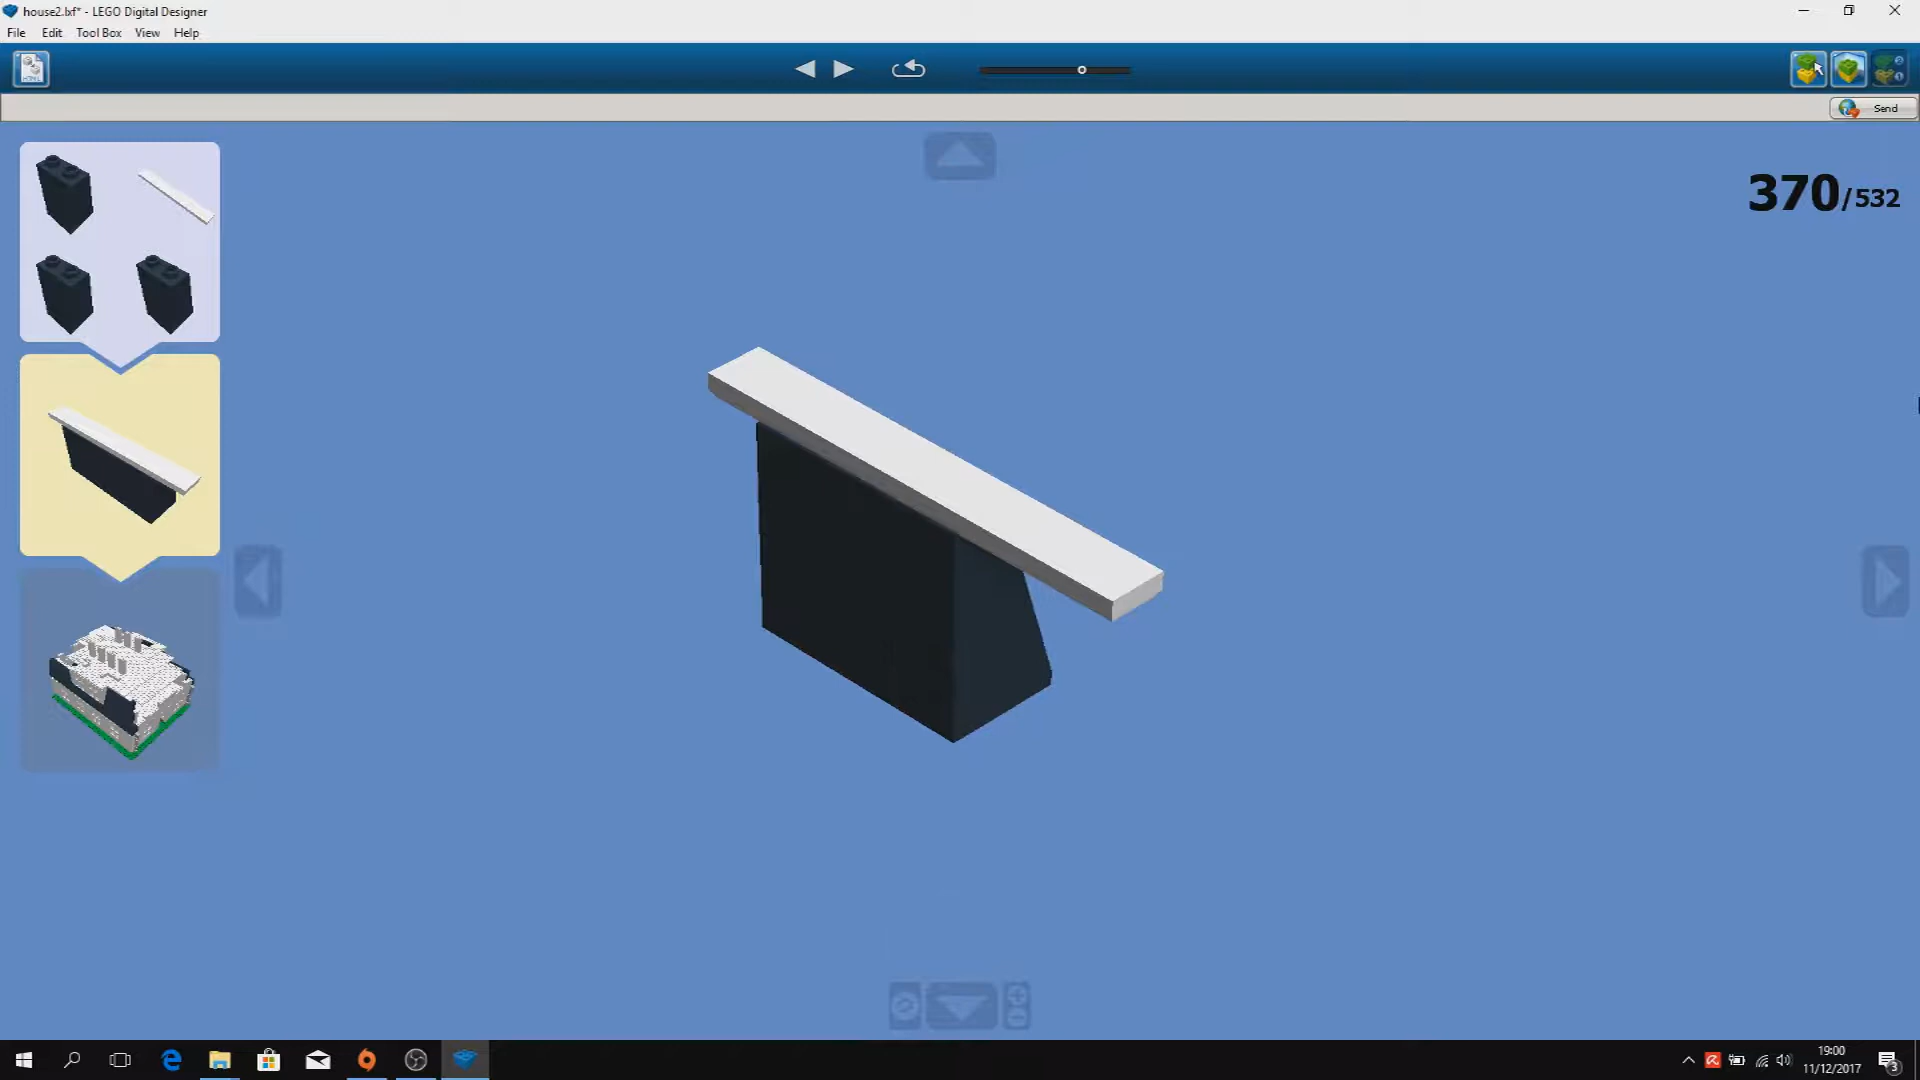 house2.lxf* - LEGO Digital Designer
File Edit Tool Box View Help
Send
370/532
19:00
11/12/2017
3